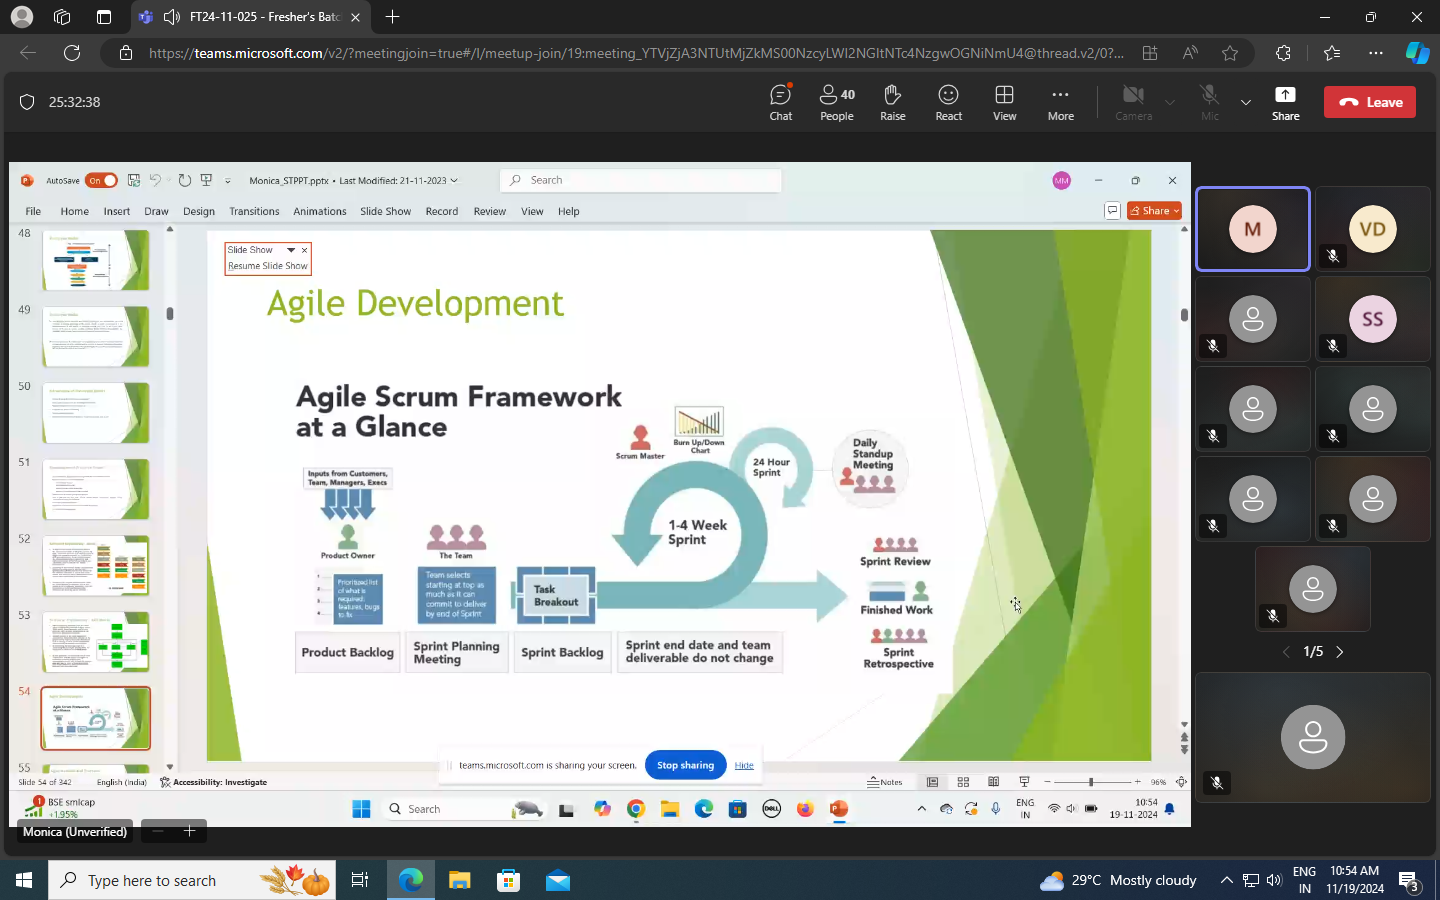 FT24-11-025 - Fresher's Batc
https://teams.microsoft.com/v2/?meetingjoin=true#/l/meetup-join/19:meeting_YTVjZjA3NTUtMjZkMS00NzcyLWI2NGItNTc4NzgwOGNiNmU4@thread.v2/0?...
25:32:38
Chat
40
People
Raise
React
View
More
Camera
Mic
Share
Leave
AutoSave On
Monica_STPPT.pptx • Last Modified: 21-11-2023
Search
MM
File Home Insert Draw Design Transitions Animations Slide Show Record Review View Help
Share
48
49
50
51
52
53
54
55
Slide Show
Resume Slide Show
Agile Development
Agile Scrum Framework
at a Glance
Inputs from Customers,
Team, Managers, Execs
Product Owner
The Team
Scrum Master
Burn Up/Down
Chart
24 Hour
Sprint
Daily
Standup
Meeting
1-4 Week
Sprint
1
2
3
4
Prioritized list
of what is
required:
features, bugs
to fix
Team selects
starting at top as
much as it can
commit to deliver
by end of Sprint
Task
Breakout
Sprint Review
Finished Work
Sprint
Retrospective
Product Backlog
Sprint Planning
Meeting
Sprint Backlog
Sprint end date and team
deliverable do not change
teams.microsoft.com is sharing your screen.
Stop sharing
Hide
Slide 54 of 342
English (India)
Accessibility: Investigate
Notes
96%
1
BSE smlcap
+1.95%
Search
DELL
ENG
IN
10:54
19-11-2024
Monica (Unverified)
M
VD
SS
1/5
Type here to search
29°C Mostly cloudy
ENG
IN
10:54 AM
11/19/2024
3